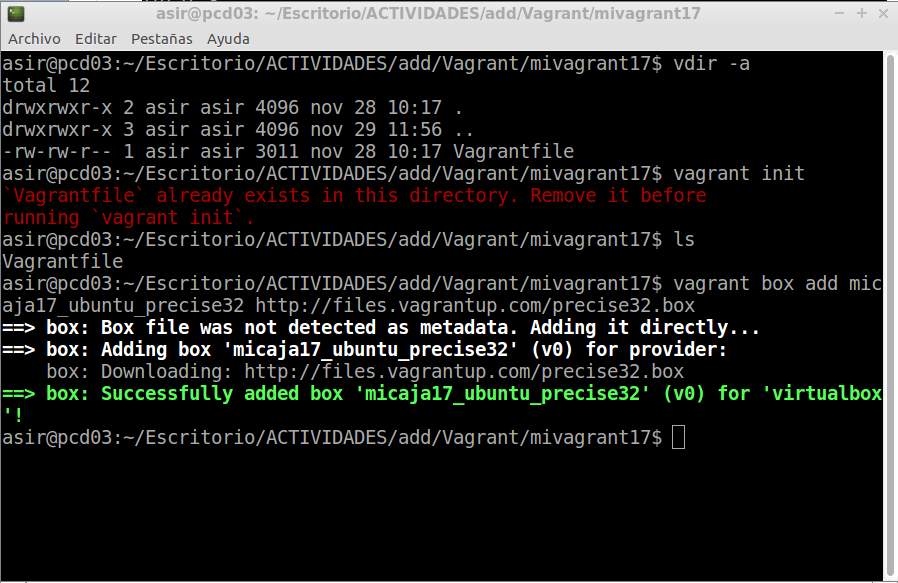 asir@pcd03: ~/Escritorio/ACTIVIDADES/add/Vagrant/mivagrant17
Archivo Editar Pestañas Ayuda
asir@pcd03:~/Escritorio/ACTIVIDADES/add/Vagrant/mivagrant17$ vdir -a
total 12
drwxrwxr-x 2 asir asir 4096 nov 28 10:17 .
drwxrwxr-x 3 asir asir 4096 nov 29 11:56 ..
-rw-rw-r-- 1 asir asir 3011 nov 28 10:17 Vagrantfile
asir@pcd03:~/Escritorio/ACTIVIDADES/add/Vagrant/mivagrant17$ vagrant init
`Vagrantfile` already exists in this directory. Remove it before
running `vagrant init`.
asir@pcd03:~/Escritorio/ACTIVIDADES/add/Vagrant/mivagrant17$ ls
Vagrantfile
asir@pcd03:~/Escritorio/ACTIVIDADES/add/Vagrant/mivagrant17$ vagrant box add mic
aja17_ubuntu_precise32 http://files.vagrantup.com/precise32.box
==> box: Box file was not detected as metadata. Adding it directly...
==> box: Adding box 'micaja17_ubuntu_precise32' (v0) for provider:
    box: Downloading: http://files.vagrantup.com/precise32.box
==> box: Successfully added box 'micaja17_ubuntu_precise32' (v0) for 'virtualbox
'!
asir@pcd03:~/Escritorio/ACTIVIDADES/add/Vagrant/mivagrant17$